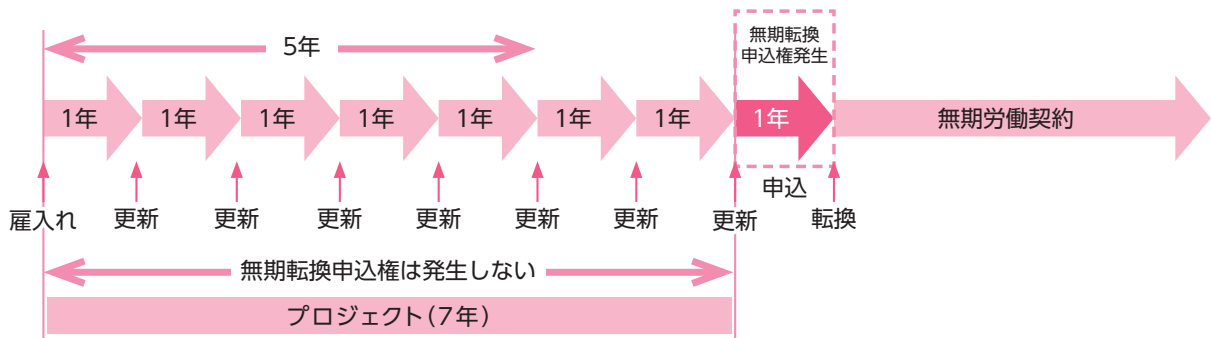 5年
無期転換
申込権発生
1年
1年
1年
1年
1年
1年
1年
1年
無期労働契約
申込
雇入れ
更新
更新
更新
更新
更新
更新
更新
転換
無期転換申込権は発生しない
プロジェクト(7年)